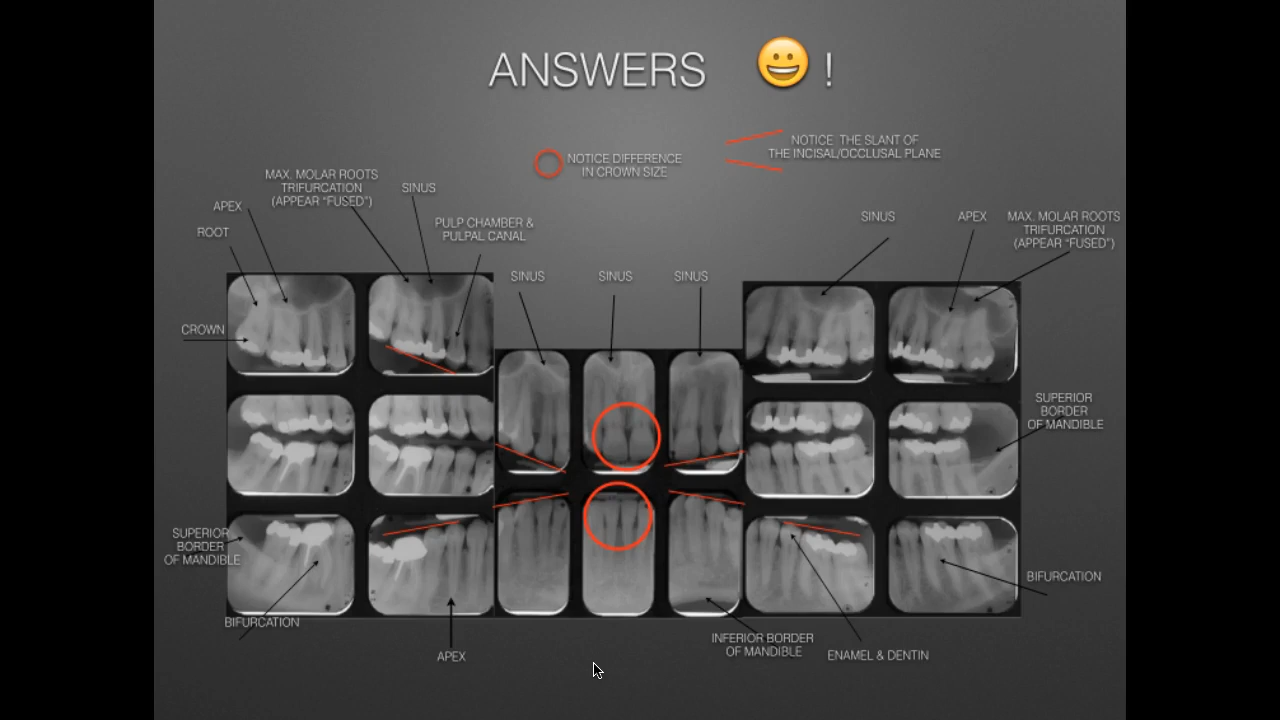 ANSWERS 😀 !
NOTICE DIFFERENCE
IN CROWN SIZE
NOTICE THE SLANT OF
THE INCISAL/OCCLUSAL PLANE
MAX. MOLAR ROOTS
TRIFURCATION
(APPEAR “FUSED”)
SINUS
APEX
ROOT
PULP CHAMBER &
PULPAL CANAL
CROWN
SINUS
SINUS
SINUS
SINUS
APEX
MAX. MOLAR ROOTS
TRIFURCATION
(APPEAR “FUSED”)
SUPERIOR
BORDER
OF MANDIBLE
SUPERIOR
BORDER
OF MANDIBLE
BIFURCATION
APEX
INFERIOR BORDER
OF MANDIBLE
ENAMEL & DENTIN
BIFURCATION